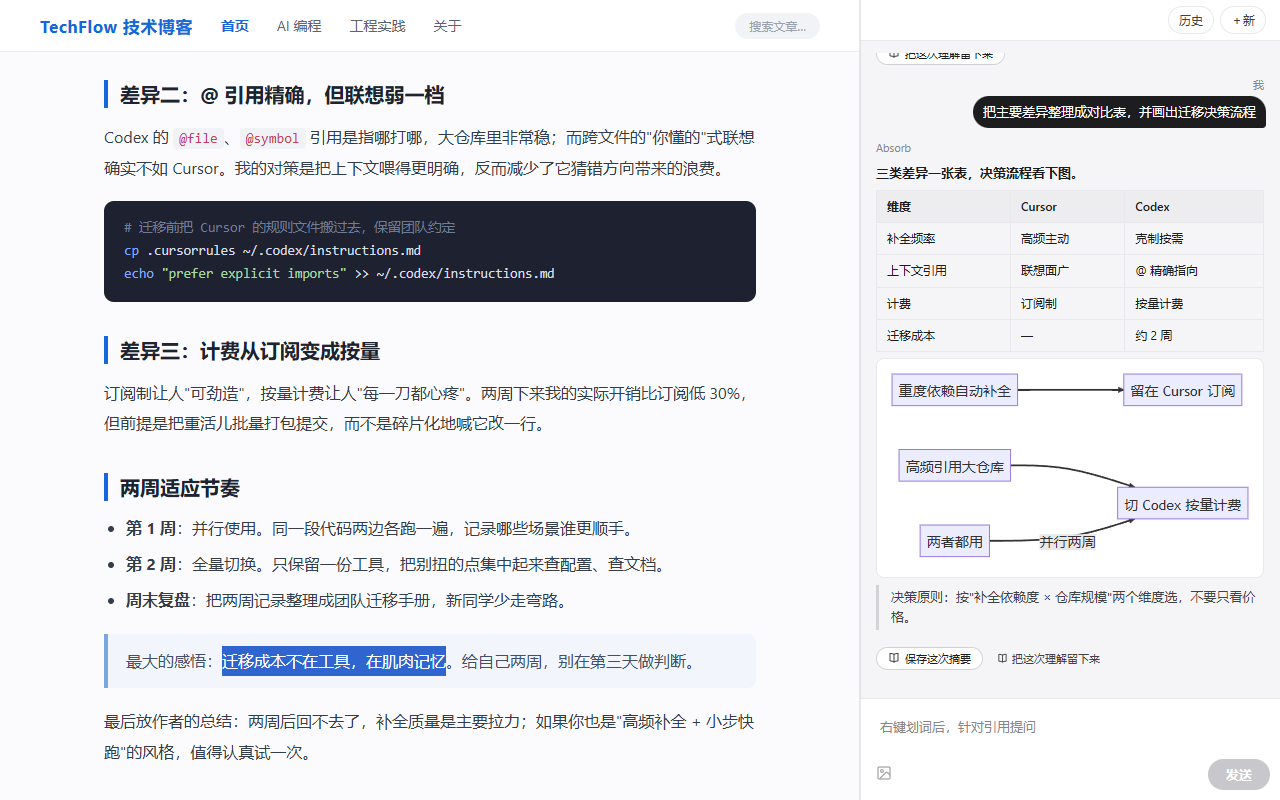 TechFlow 技术博客
首页
AI 编程
工程实践
关于
搜索文章...
差异二：@ 引用精确，但联想弱一档
Codex 的 @file 、 @symbol 引用是指哪打哪，大仓库里非常稳；而跨文件的"你懂的"式联想
确实不如 Cursor。我的对策是把上下文喂得更明确，反而减少了它猜错方向带来的浪费。
# 迁移前把 Cursor 的规则文件搬过去，保留团队约定
cp .cursorrules ~/.codex/instructions.md
echo "prefer explicit imports" >> ~/.codex/instructions.md
差异三：计费从订阅变成按量
订阅制让人"可劲造"，按量计费让人"每一刀都心疼"。两周下来我的实际开销比订阅低 30%，
但前提是把重活儿批量打包提交，而不是碎片化地喊它改一行。
两周适应节奏
• 第 1 周：并行使用。同一段代码两边各跑一遍，记录哪些场景谁更顺手。
• 第 2 周：全量切换。只保留一份工具，把别扭的点集中起来查配置、查文档。
• 周末复盘：把两周记录整理成团队迁移手册，新同学少走弯路。
最大的感悟：迁移成本不在工具，在肌肉记忆。给自己两周，别在第三天做判断。
最后放作者的总结：两周后回不去了，补全质量是主要拉力；如果你也是"高频补全 + 小步快
跑"的风格，值得认真试一次。
历史
+ 新
把这次理解留下来
我
把主要差异整理成对比表，并画出迁移决策流程
Absorb
三类差异一张表，决策流程看下图。
维度 Cursor Codex
补全频率 高频主动 克制按需
上下文引用 联想面广 @ 精确指向
计费 订阅制 按量计费
迁移成本 — 约 2 周
重度依赖自动补全
留在 Cursor 订阅
高频引用大仓库
切 Codex 按量计费
两者都用
并行两周
决策原则：按"补全依赖度 × 仓库规模"两个维度选，不要只看价
格。
保存这次摘要
把这次理解留下来
右键划词后，针对引用提问
发送